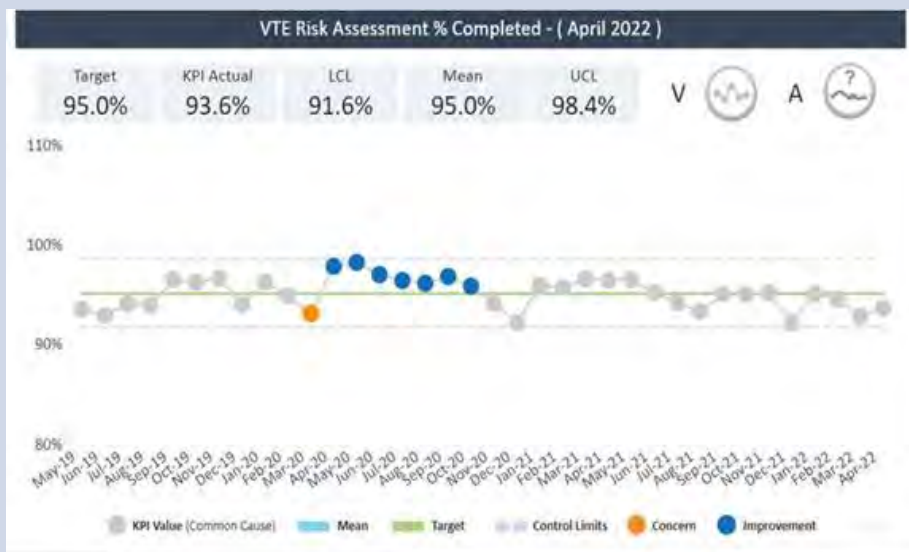 VTE Risk Assessment % Completed - ( April 2022 )
Target KPI Actual LCL Mean UCL
95.0% 93.6% 91.6% 95.0% 98.4% V A ?
110%
100%
90%
80%
May-19 Jun-19 Jul-19 Aug-19 Sep-19 Oct-19 Nov-19 Dec-19 Jan-20 Feb-20 Mar-20 Apr-20 May-20 Jun-20 Jul-20 Aug-20 Sep-20 Oct-20 Nov-20 Dec-20 Jan-21 Feb-21 Mar-21 Apr-21 May-21 Jun-21 Jul-21 Aug-21 Sep-21 Oct-21 Nov-21 Dec-21 Jan-22 Feb-22 Mar-22 Apr-22
KPI Value (Common Cause) Mean Target Control Limits Concern Improvement